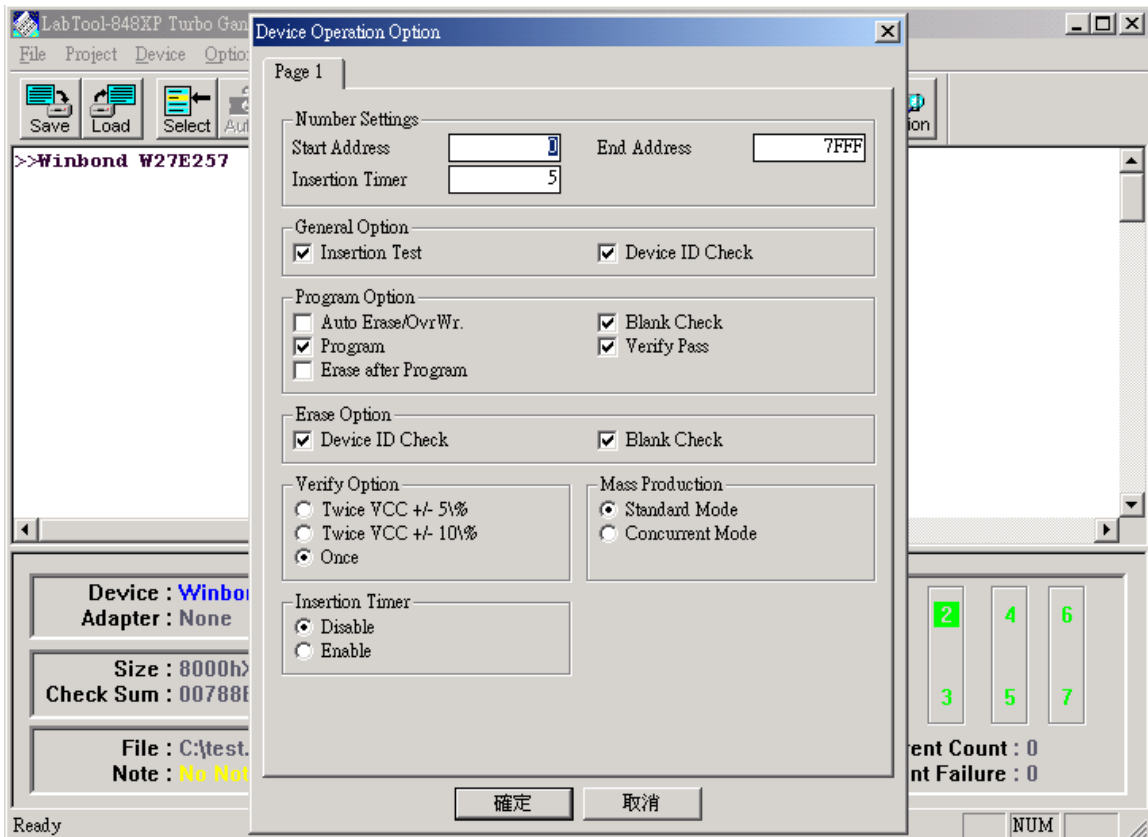 LabTool-848XP Turbo Gan
File Project Device Optio
Save Load Select Aut ion
>>Winbond W27E257
Device Operation Option
Page 1
Number Settings
Start Address 0 End Address 7FFF
Insertion Timer 5
General Option
Insertion Test Device ID Check
Program Option
Auto Erase/OvrWr. Blank Check
Program Verify Pass
Erase after Program
Erase Option
Device ID Check Blank Check
Verify Option Mass Production
Twice VCC +/- 5\% Standard Mode
Twice VCC +/- 10\% Concurrent Mode
Once
Insertion Timer
Disable
Enable
確定 取消
Device : Winbo
Adapter : None
Size : 8000hX
Check Sum : 00788
File : C:\test.
Note : No Not
2 4 6
3 5 7
rent Count : 0
nt Failure : 0
Ready NUM